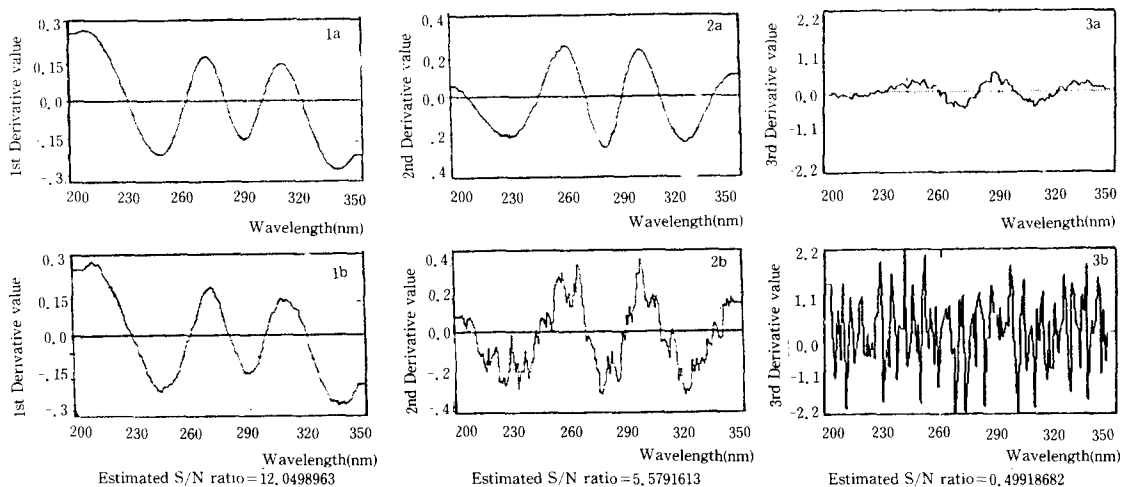 1st Derivative value
0.3
0.15
0.0
-.15
-.3
1a
200 230 260 290 320 350
Wavelength(nm)
2nd Derivative value
0.4
0.2
0.0
.2
.4
2a
200 230 260 290 320 350
Wavelength(nm)
3rd Derivative value
2.2
1.1
0.0
-1.1
-2.2
3a
200 230 260 290 320 350
Wavelength(nm)
1st Derivative value
0.3
0.15
0.0
-.15
-.3
1b
200 230 260 290 320 350
Wavelength(nm)
Estimated S/N ratio=12,0498963
2nd Derivative value
0.4
0.2
0.0
-.2
-.4
2b
200 230 260 290 320 350
Wavelength(nm)
Estimated S/N ratio=5,5791613
3rd Derivative value
2.2
1.1
0.0
-1.1
-2.2
3b
200 230 260 290 320 350
Wavelength(nm)
Estimated S/N ratio=0,49918682